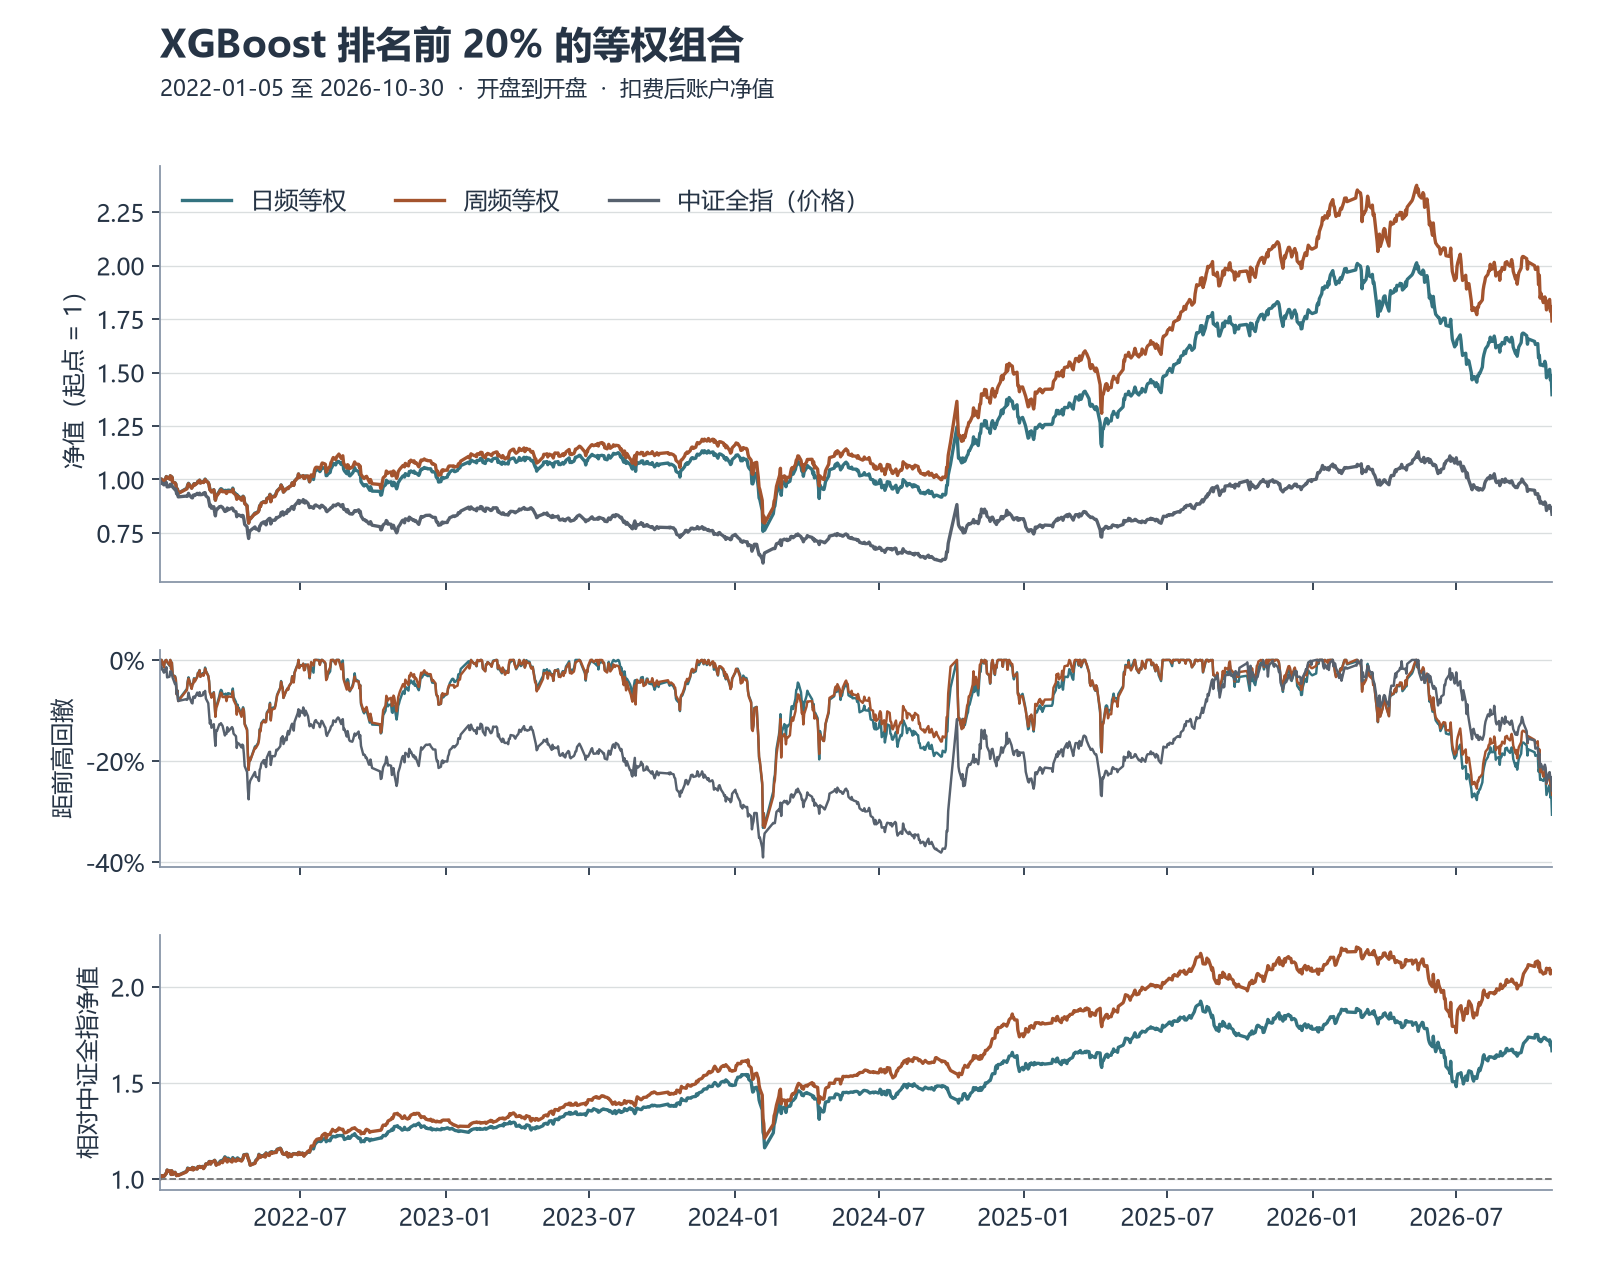 XGBoost 排名前 20% 的等权组合
2022-01-05 至 2026-10-30 · 开盘到开盘 · 扣费后账户净值
日频等权
周频等权
中证全指（价格）
净值（起点 = 1）
2.25
2.00
1.75
1.50
1.25
1.00
0.75
距前高回撤
0%
-20%
-40%
相对中证全指净值
2.0
1.5
1.0
2022-07
2023-01
2023-07
2024-01
2024-07
2025-01
2025-07
2026-01
2026-07